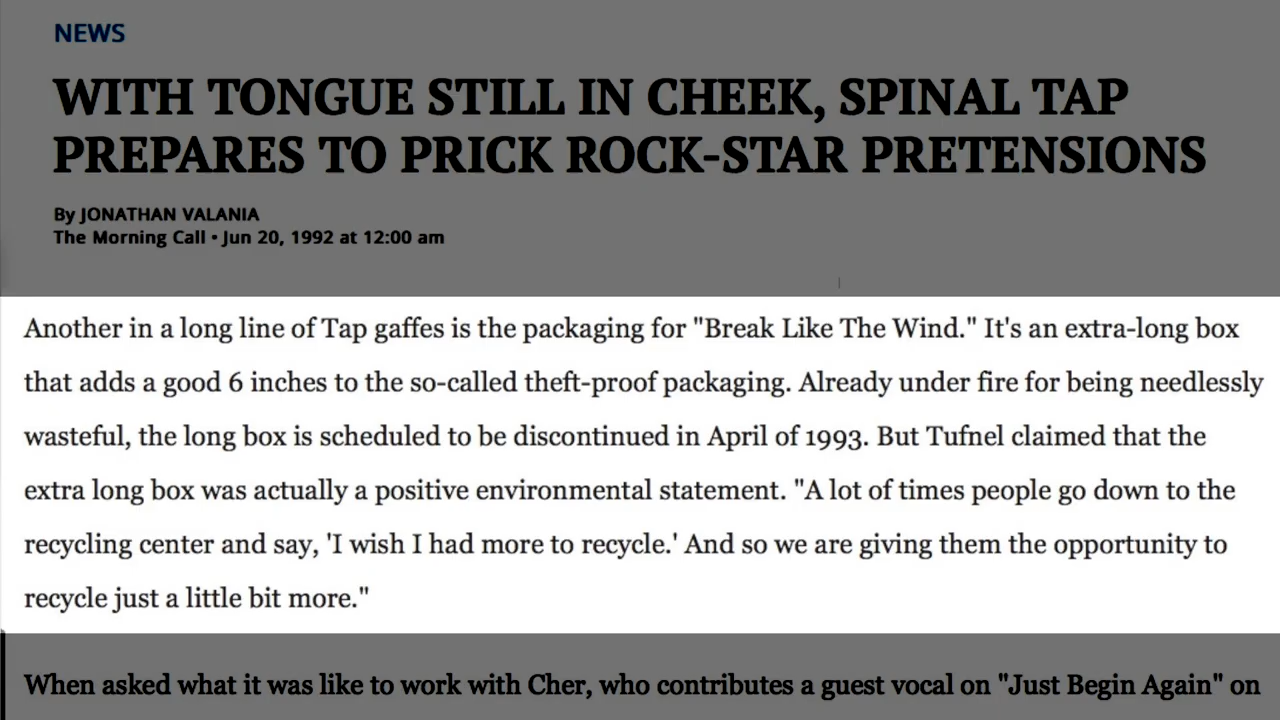 NEWS
WITH TONGUE STILL IN CHEEK, SPINAL TAP
PREPARES TO PRICK ROCK-STAR PRETENSIONS
By JONATHAN VALANIA
The Morning Call • Jun 20, 1992 at 12:00 am
Another in a long line of Tap gaffes is the packaging for "Break Like The Wind." It's an extra-long box
that adds a good 6 inches to the so-called theft-proof packaging. Already under fire for being needlessly
wasteful, the long box is scheduled to be discontinued in April of 1993. But Tufnel claimed that the
extra long box was actually a positive environmental statement. "A lot of times people go down to the
recycling center and say, 'I wish I had more to recycle.' And so we are giving them the opportunity to
recycle just a little bit more."
When asked what it was like to work with Cher, who contributes a guest vocal on "Just Begin Again" on